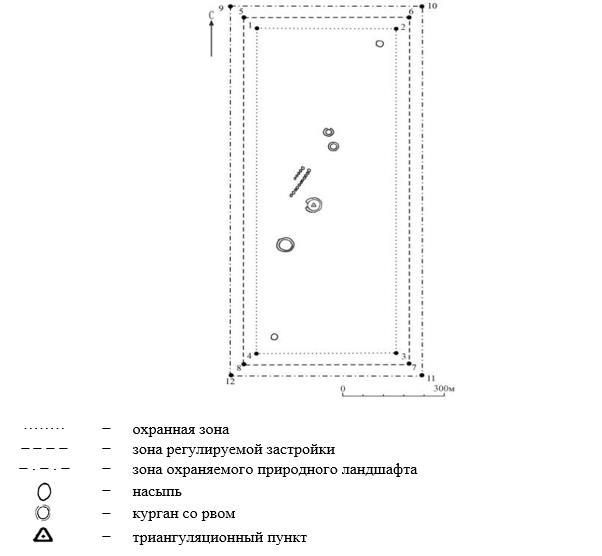 9
5
6
10
С
1
2
4
3
8
7
12
11
0
300м
– охранная зона
– зона регулируемой застройки
– зона охраняемого природного ландшафта
– насыпь
– курган со рвом
– триангуляционный пункт